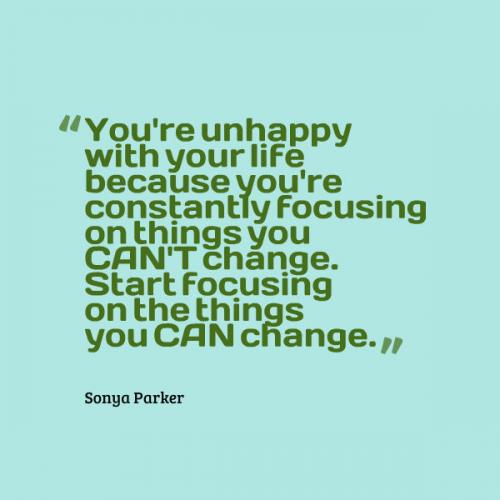 “You're unhappy
with your life
because you're
constantly focusing
on things you
CAN'T change.
Start focusing
on the things
you CAN change.”
Sonya Parker